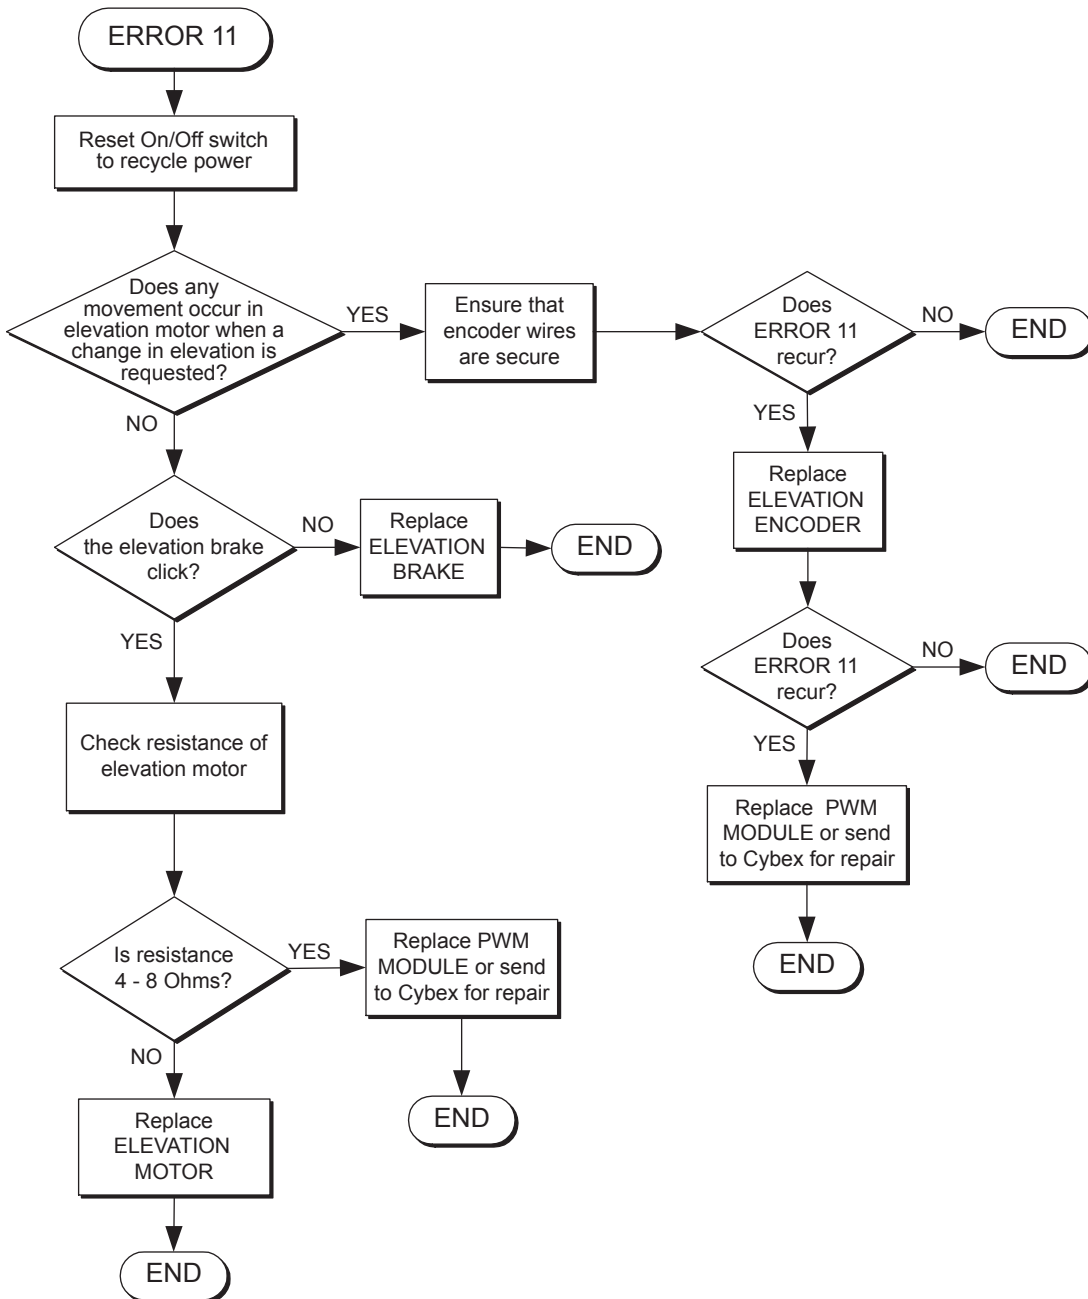 ERROR 11
Reset On/Off switch
to recycle power
Does any
movement occur in
elevation motor when a
change in elevation is
requested?
YES
Ensure that
encoder wires
are secure
Does
ERROR 11
recur?
NO
END
YES
Replace
ELEVATION
ENCODER
Does
ERROR 11
recur?
NO
END
YES
Replace PWM
MODULE or send
to Cybex for repair
END
NO
Does
the elevation brake
click?
NO
Replace
ELEVATION
BRAKE
END
YES
Check resistance of
elevation motor
Is resistance
4 - 8 Ohms?
YES
Replace PWM
MODULE or send
to Cybex for repair
END
NO
Replace
ELEVATION
MOTOR
END